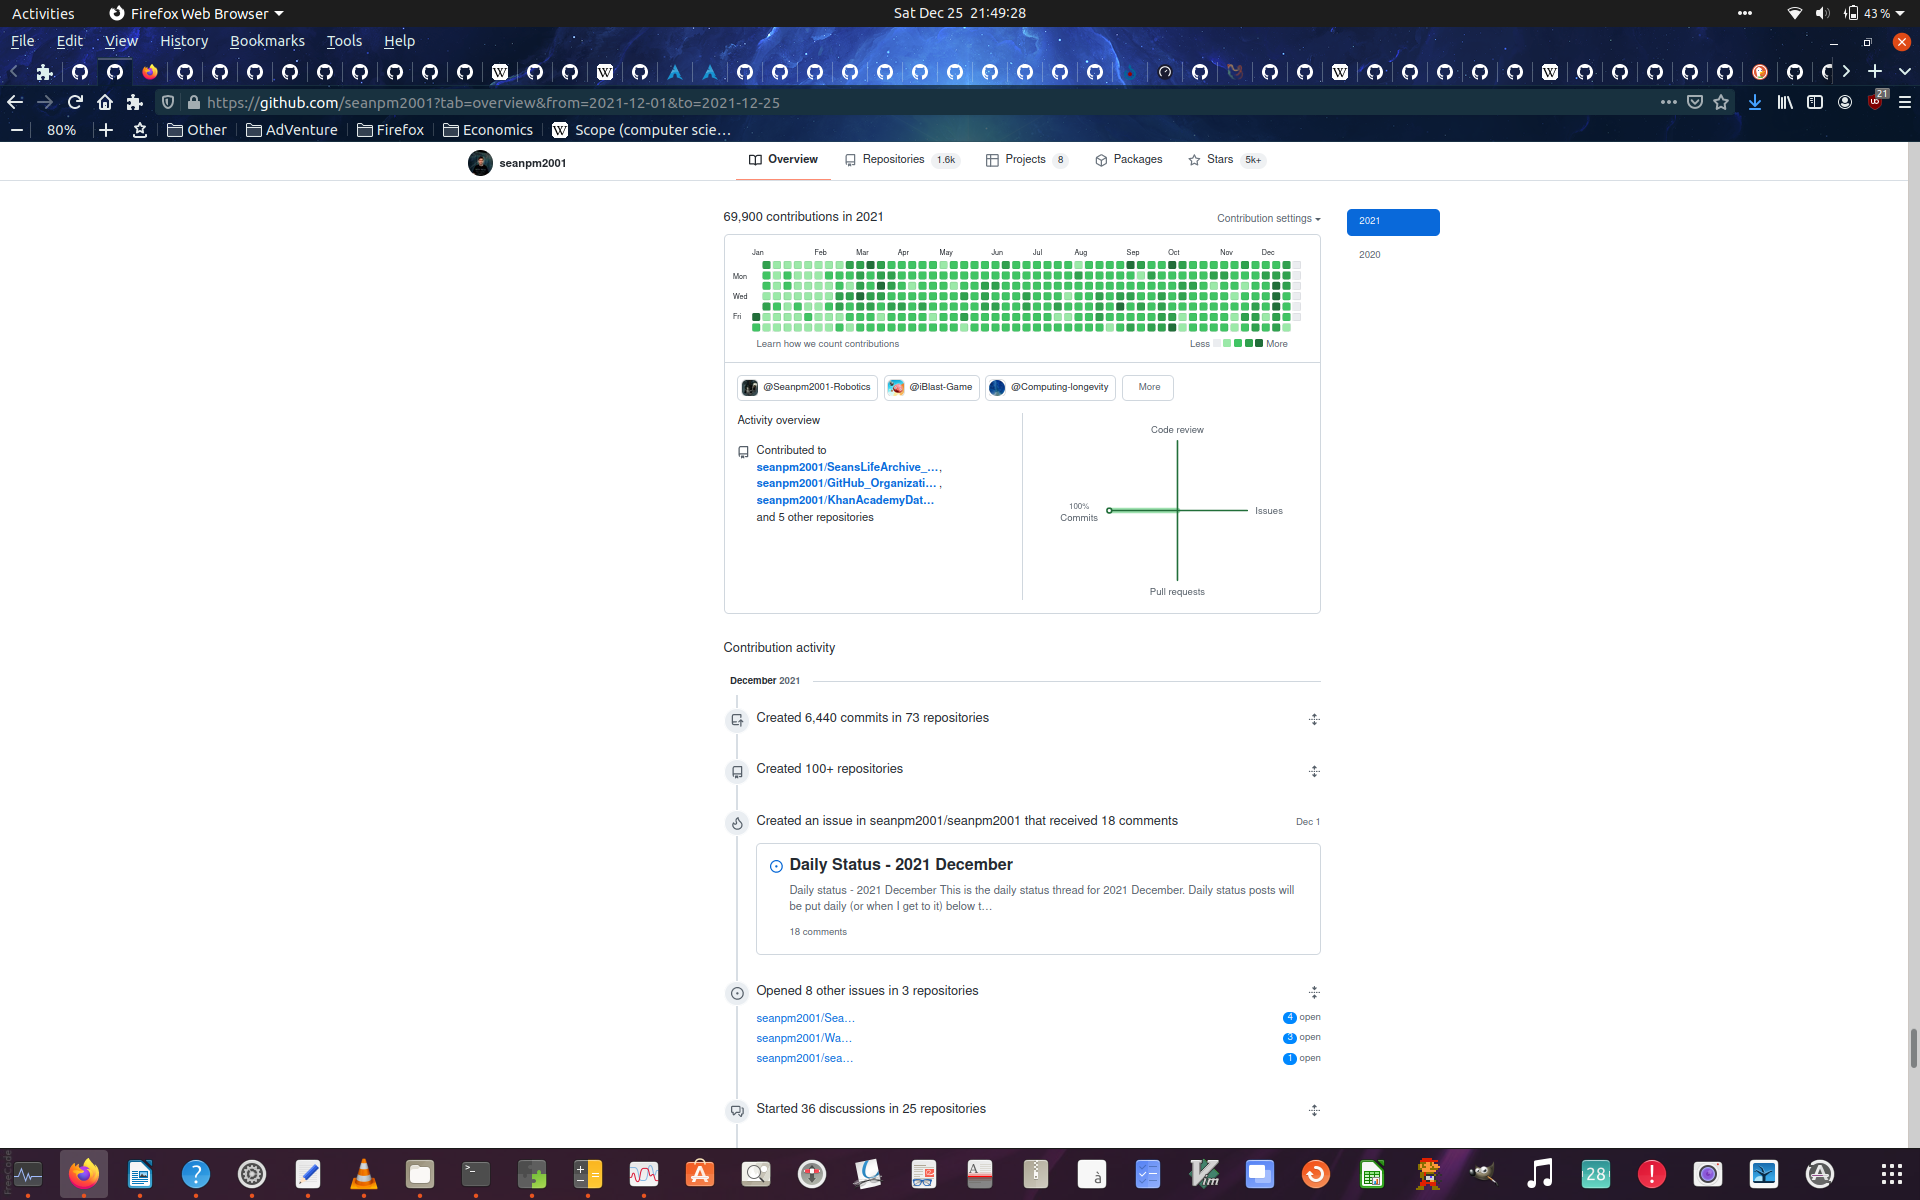 Activities
Firefox Web Browser
Sat Dec 25 21:49:28
43 %
File Edit View History Bookmarks Tools Help
https://github.com/seanpm2001?tab=overview&from=2021-12-01&to=2021-12-25
21
80%
Other
AdVenture
Firefox
Economics
Scope (computer scie…
seanpm2001
Overview
Repositories 1.6k
Projects 8
Packages
Stars 5k+
69,900 contributions in 2021
Contribution settings
2021
2020
Jan Feb Mar Apr May Jun Jul Aug Sep Oct Nov Dec
Mon
Wed
Fri
Learn how we count contributions
Less
More
@Seanpm2001-Robotics
@iBlast-Game
@Computing-longevity
More
Activity overview
Contributed to
seanpm2001/SeansLifeArchive_…,
seanpm2001/GitHub_Organizati… ,
seanpm2001/KhanAcademyDat…
and 5 other repositories
Code review
100%
Commits
Issues
Pull requests
Contribution activity
December 2021
Created 6,440 commits in 73 repositories
Created 100+ repositories
Created an issue in seanpm2001/seanpm2001 that received 18 comments
Dec 1
Daily Status - 2021 December
Daily status - 2021 December This is the daily status thread for 2021 December. Daily status posts will
be put daily (or when I get to it) below t…
18 comments
Opened 8 other issues in 3 repositories
seanpm2001/Sea…
4 open
seanpm2001/Wa…
3 open
seanpm2001/sea…
1 open
Started 36 discussions in 25 repositories
28